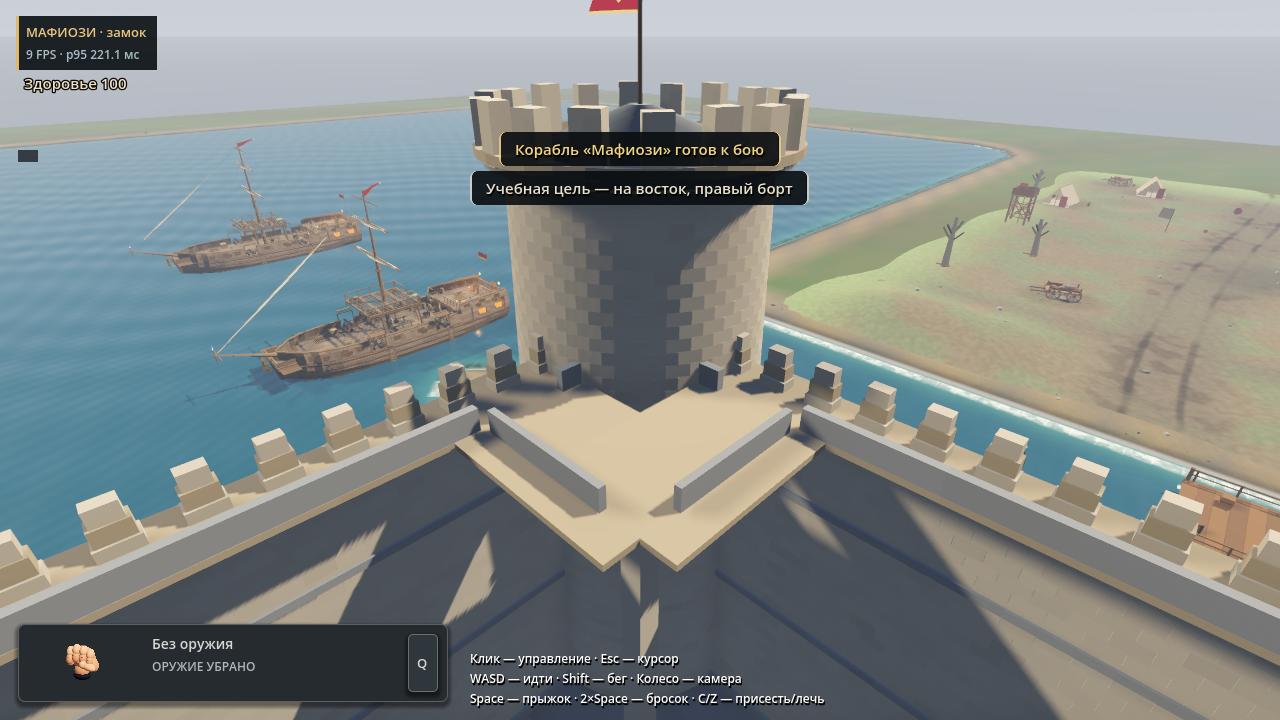 МАФИОЗИ · замок
9 FPS · p95 221.1 мс
Здоровье 100
Корабль «Мафиози» готов к бою
Учебная цель — на восток, правый борт
Без оружия
ОРУЖИЕ УБРАНО
Q
Клик — управление · Esc — курсор
WASD — идти · Shift — бег · Колесо — камера
Space — прыжок · 2×Space — бросок · C/Z — присесть/лечь